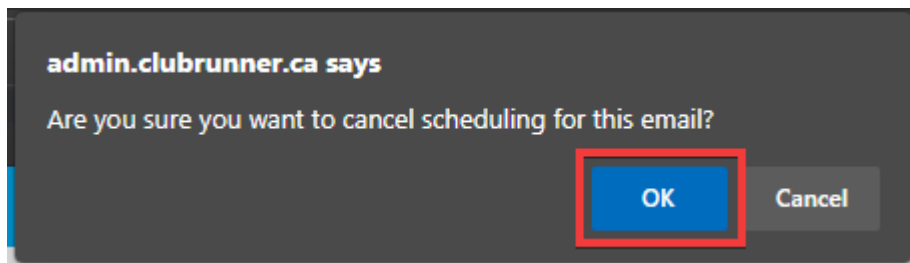 admin.clubrunner.ca says
Are you sure you want to cancel scheduling for this email?
OK Cancel